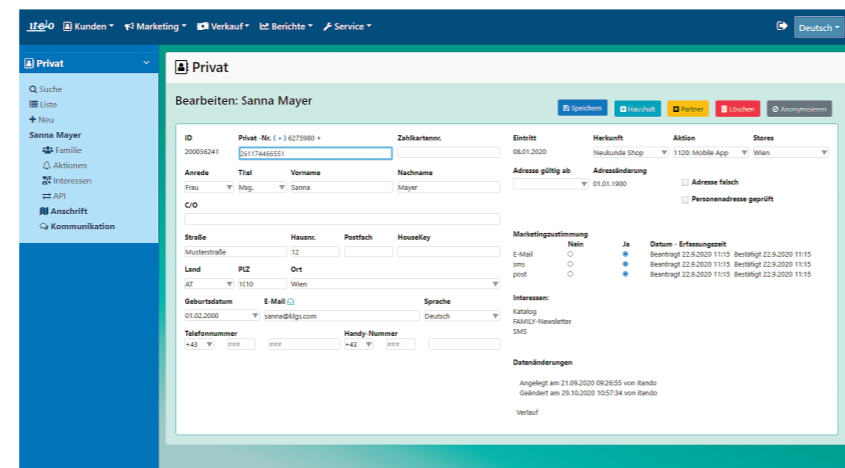 itelo Kunden Marketing Verkauf Berichte Service Deutsch
Privat
Suche
Liste
Neu
Sanna Mayer
Familie
Aktionen
Interessen
API
Anschrift
Kommunikation
Privat
Bearbeiten: Sanna Mayer
Speichern Haushalt Partner Löschen Anonymisieren
ID Privat -Nr. ( - ) 6275980 + Zahlkartennr.
200036241 261174466551
Anrede Titel Vorname Nachname
Frau Mag. Sanna Mayer
C/O
Straße Hausnr. Postfach HouseKey
Musterstraße 12
Land PLZ Ort
AT 1010 Wien
Geburtsdatum E-Mail Sprache
01.02.2000 sanna@klgs.com Deutsch
Telefonnummer Handy-Nummer
+43 ### ### +43 ###
Eintritt Herkunft Aktion Stores
08.01.2020 Neukunde Shop 1120: Mobile App Wien
Adresse gültig ab Adressänderung
01.01.1900 Adresse falsch
Personenadresse geprüft
Marketingzustimmung
Nein Ja Datum - Erfassungszeit
E-Mail Beantragt 22.9.2020 11:15 Bestätigt 22.9.2020 11:15
sms Beantragt 22.9.2020 11:15 Bestätigt 22.9.2020 11:15
post Beantragt 22.9.2020 11:15 Bestätigt 22.9.2020 11:15
Interessen:
Katalog
FAMILY-Newsletter
SMS
Datenänderungen
Angelegt am 21.09.2020 09:26:55 von itando
Geändert am 29.10.2020 10:57:34 von itando
Verlauf